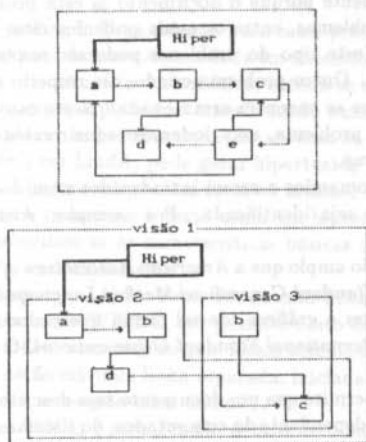 Hiper
a b c
d e
visão 1
Hiper
visão 2 visão 3
a b b
d
c